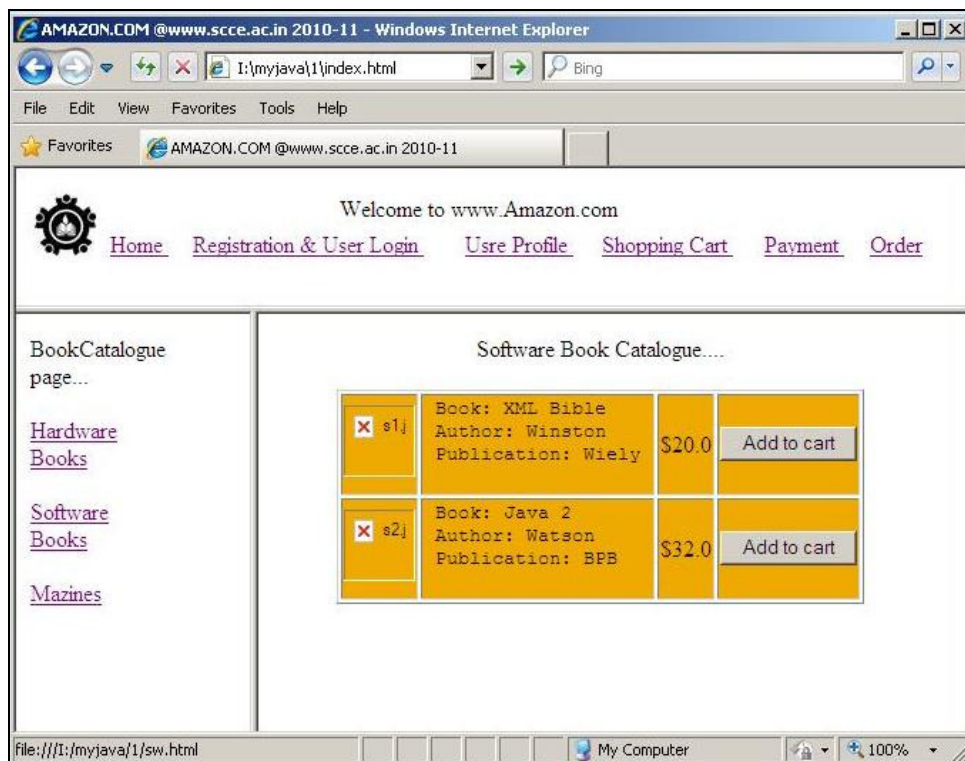 AMAZON.COM @www.scce.ac.in 2010-11 - Windows Internet Explorer
I:\myjava\1\index.html
Bing
File Edit View Favorites Tools Help
Favorites
AMAZON.COM @www.scce.ac.in 2010-11
Welcome to www.Amazon.com
Home Registration & User Login Usre Profile Shopping Cart Payment Order
BookCatalogue
page...
Hardware
Books
Software
Books
Mazines
Software Book Catalogue....
s1.j
Book: XML Bible
Author: Winston
Publication: Wiely
$20.0
Add to cart
s2.j
Book: Java 2
Author: Watson
Publication: BPB
$32.0
Add to cart
file:///I:/myjava/1/sw.html
My Computer
100%